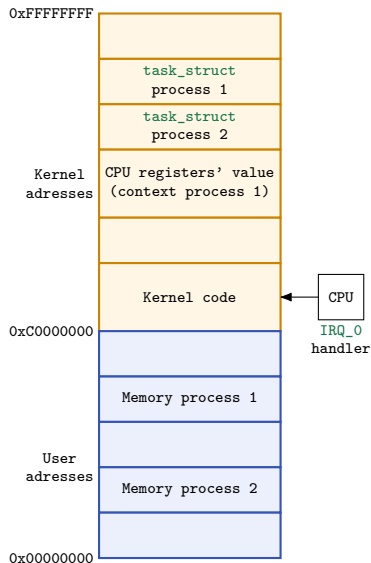 0xFFFFFFFF
task_struct
process 1
task_struct
process 2
Kernel
adresses
CPU registers' value
(context process 1)
Kernel code
CPU
IRQ_0
handler
0xC0000000
Memory process 1
User
adresses
Memory process 2
0x00000000